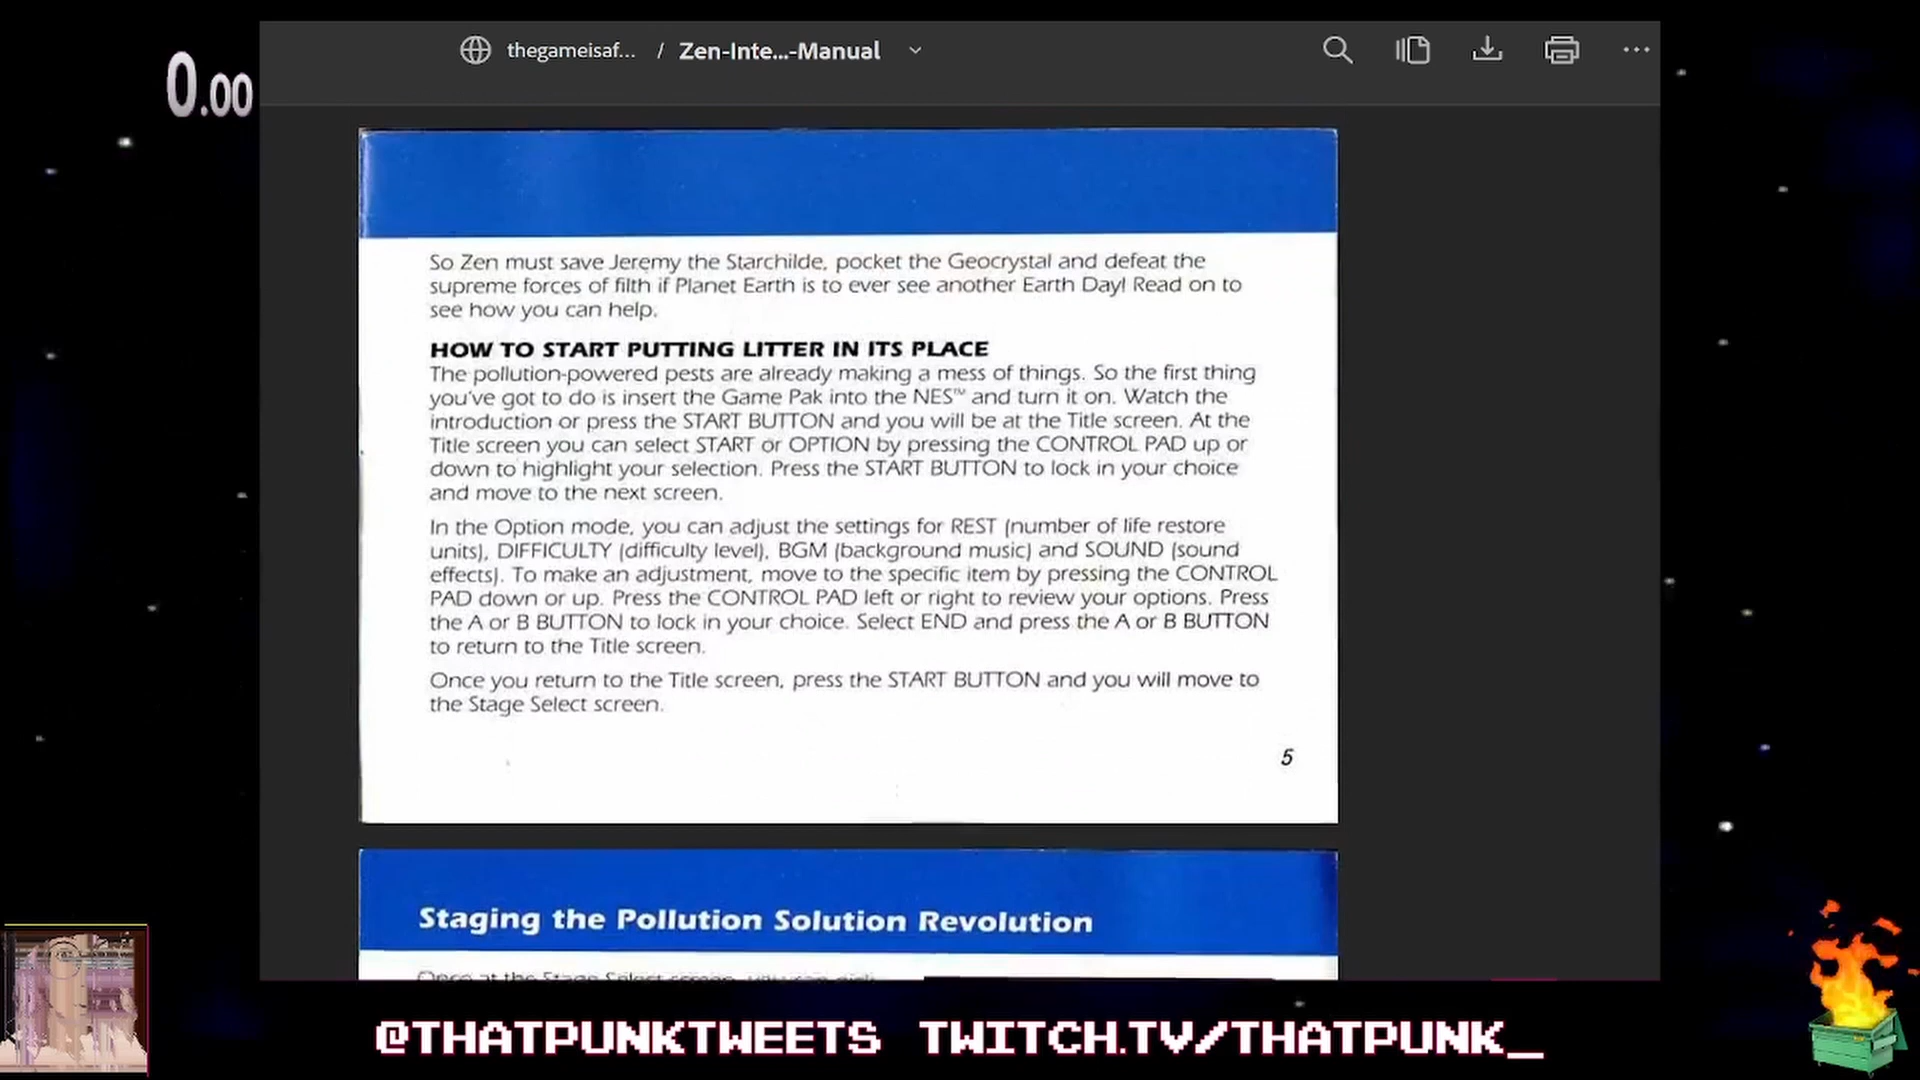 thegameisaf... / Zen-Inte...-Manual
0.00
So Zen must save Jeremy the Starchilde, pocket the Geocrystal and defeat the
supreme forces of filth if Planet Earth is to ever see another Earth Day! Read on to
see how you can help.
HOW TO START PUTTING LITTER IN ITS PLACE
The pollution-powered pests are already making a mess of things. So the first thing
you've got to do is insert the Game Pak into the NES™ and turn it on. Watch the
introduction or press the START BUTTON and you will be at the Title screen. At the
Title screen you can select START or OPTION by pressing the CONTROL PAD up or
down to highlight your selection. Press the START BUTTON to lock in your choice
and move to the next screen.
In the Option mode, you can adjust the settings for REST (number of life restore
units), DIFFICULTY (difficulty level), BGM (background music) and SOUND (sound
effects). To make an adjustment, move to the specific item by pressing the CONTROL
PAD down or up. Press the CONTROL PAD left or right to review your options. Press
the A or B BUTTON to lock in your choice. Select END and press the A or B BUTTON
to return to the Title screen.
Once you return to the Title screen, press the START BUTTON and you will move to
the Stage Select screen.
5
Staging the Pollution Solution Revolution
Once at the Stage Select screen, you can
@THATPUNKTWEETS TWITCH.TV/THATPUNK_